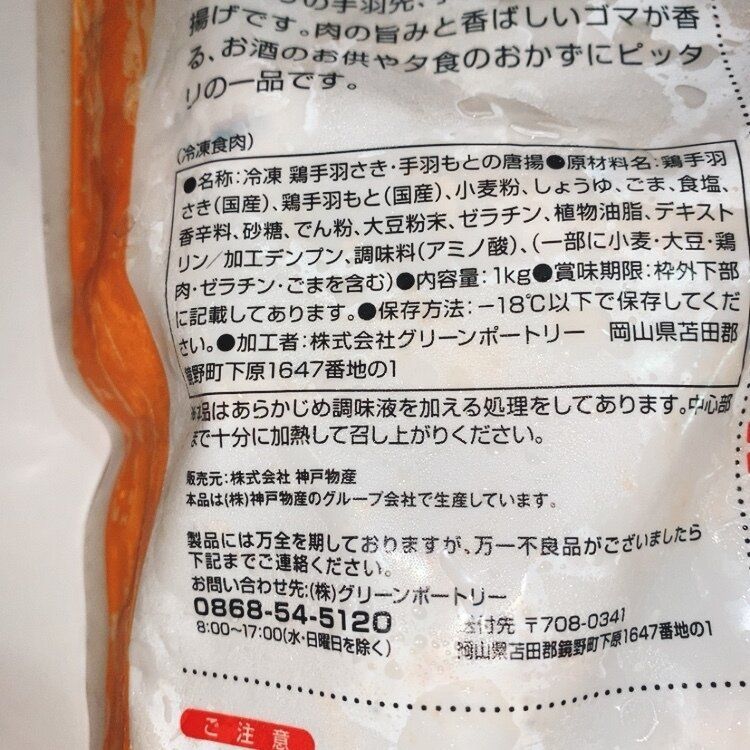 の手羽先、
揚げです。肉の旨みと香ばしいゴマが香
る、お酒のお供や夕食のおかずにピッタ
リの一品です。
(冷凍食肉)
●名称:冷凍 鶏手羽さき・手羽もとの唐揚●原材料名:鶏手羽
さき(国産)、鶏手羽もと(国産)、小麦粉、しょうゆ、ごま、食塩、
香辛料、砂糖、でん粉、大豆粉末、ゼラチン、植物油脂、デキスト
リン/加工デンプン、調味料(アミノ酸)、(一部に小麦・大豆・鶏
肉・ゼラチン・ごまを含む)●内容量:1kg●賞味期限:枠外下部
に記載してあります。●保存方法:−18℃以下で保存してくだ
さい。●加工者:株式会社グリーンポートリー 岡山県苫田郡
鏡野町下原1647番地の1
品はあらかじめ調味液を加える処理をしてあります。中心部
まで十分に加熱して召し上がりください。
販売元:株式会社 神戸物産
本品は(株)神戸物産のグループ会社で生産しています。
製品には万全を期しておりますが、万一不良品がございましたら
下記までご連絡ください。
お問い合わせ先:(株)グリーンポートリー
0868-54-5120
8:00〜17:00(水・日曜日を除く)
送付先 〒708-0341
岡山県苫田郡鏡野町下原1647番地の1
ご注意